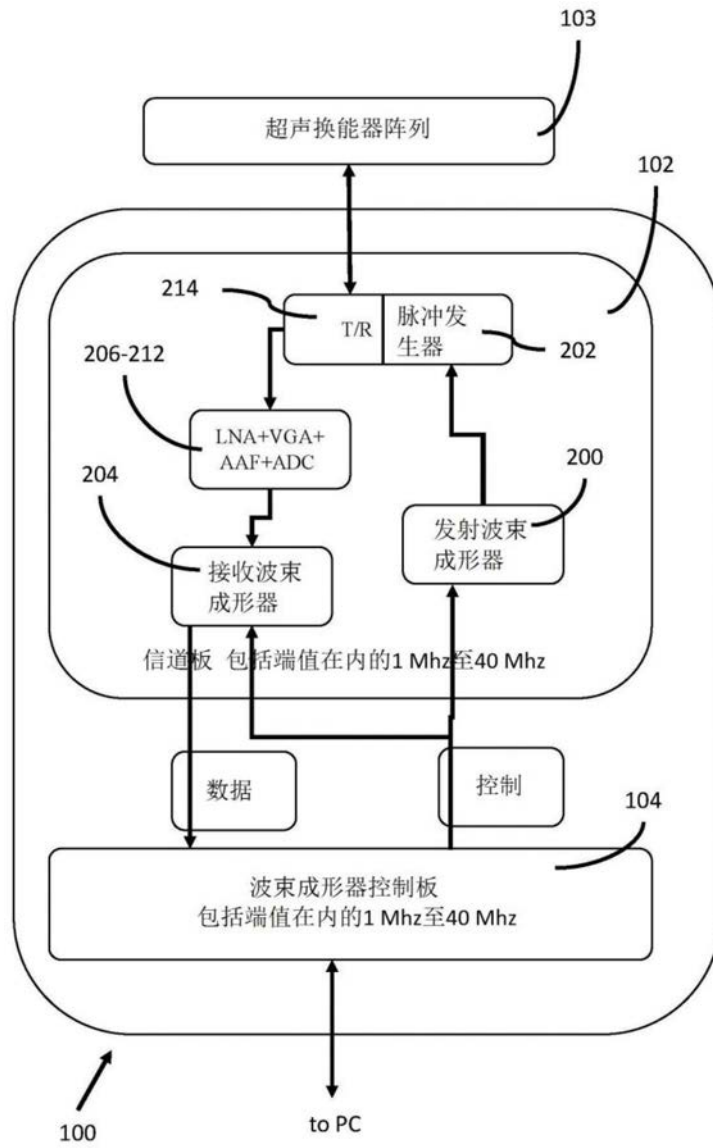 103
超声换能器阵列
102
214
T/R
脉冲发
生器
202
206-212
LNA+VGA+
AAF+ADC
204
200
发射波束
成形器
接收波束
成形器
信道板 包括端值在内的1 Mhz至40 Mhz
数据
控制
104
波束成形器控制板
包括端值在内的1 Mhz至40 Mhz
100
to PC